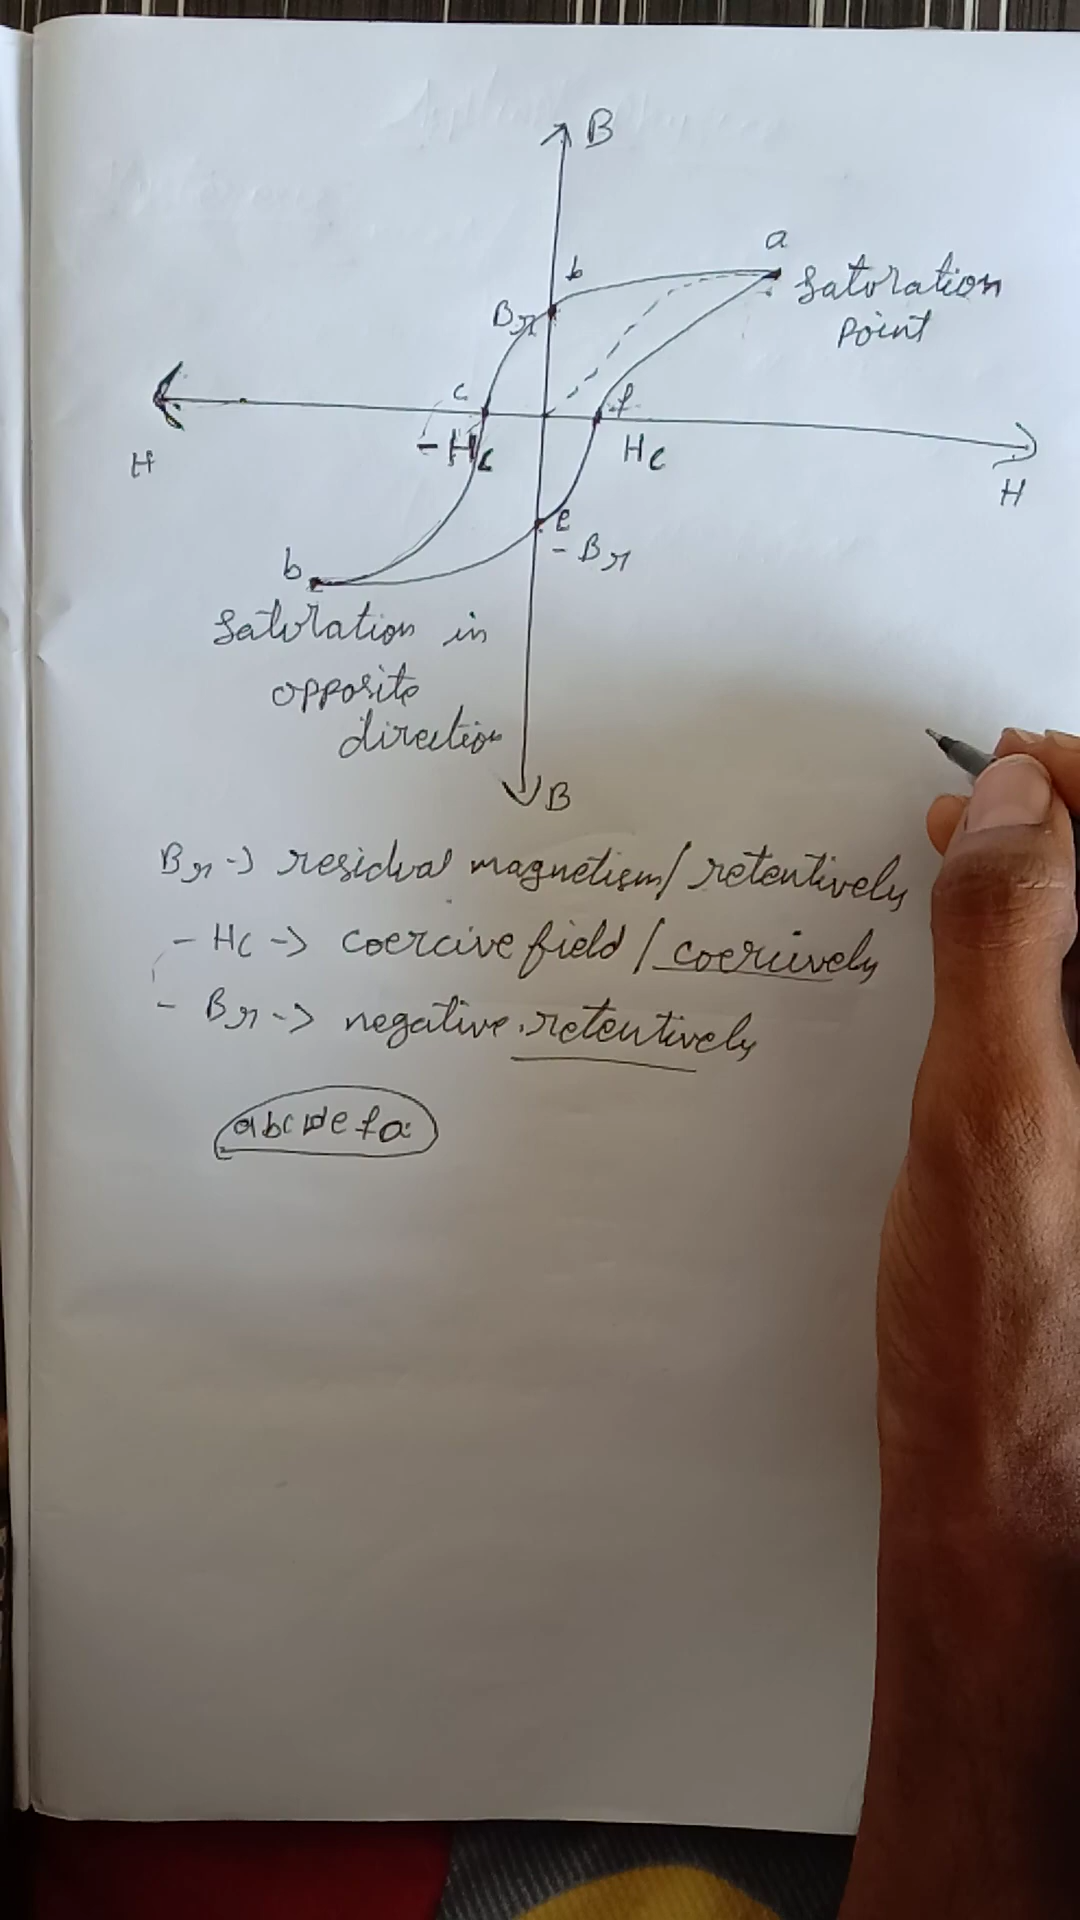 B
a
b
Saturation
point
Br
c
f
- Hc
Hc
H
H
e
- Br
b
Saturation in
opposite
direction
B
Br -> residual magnetism / retentively
- Hc -> coercive field / coercively
- Br -> negative retentively
abcdefa